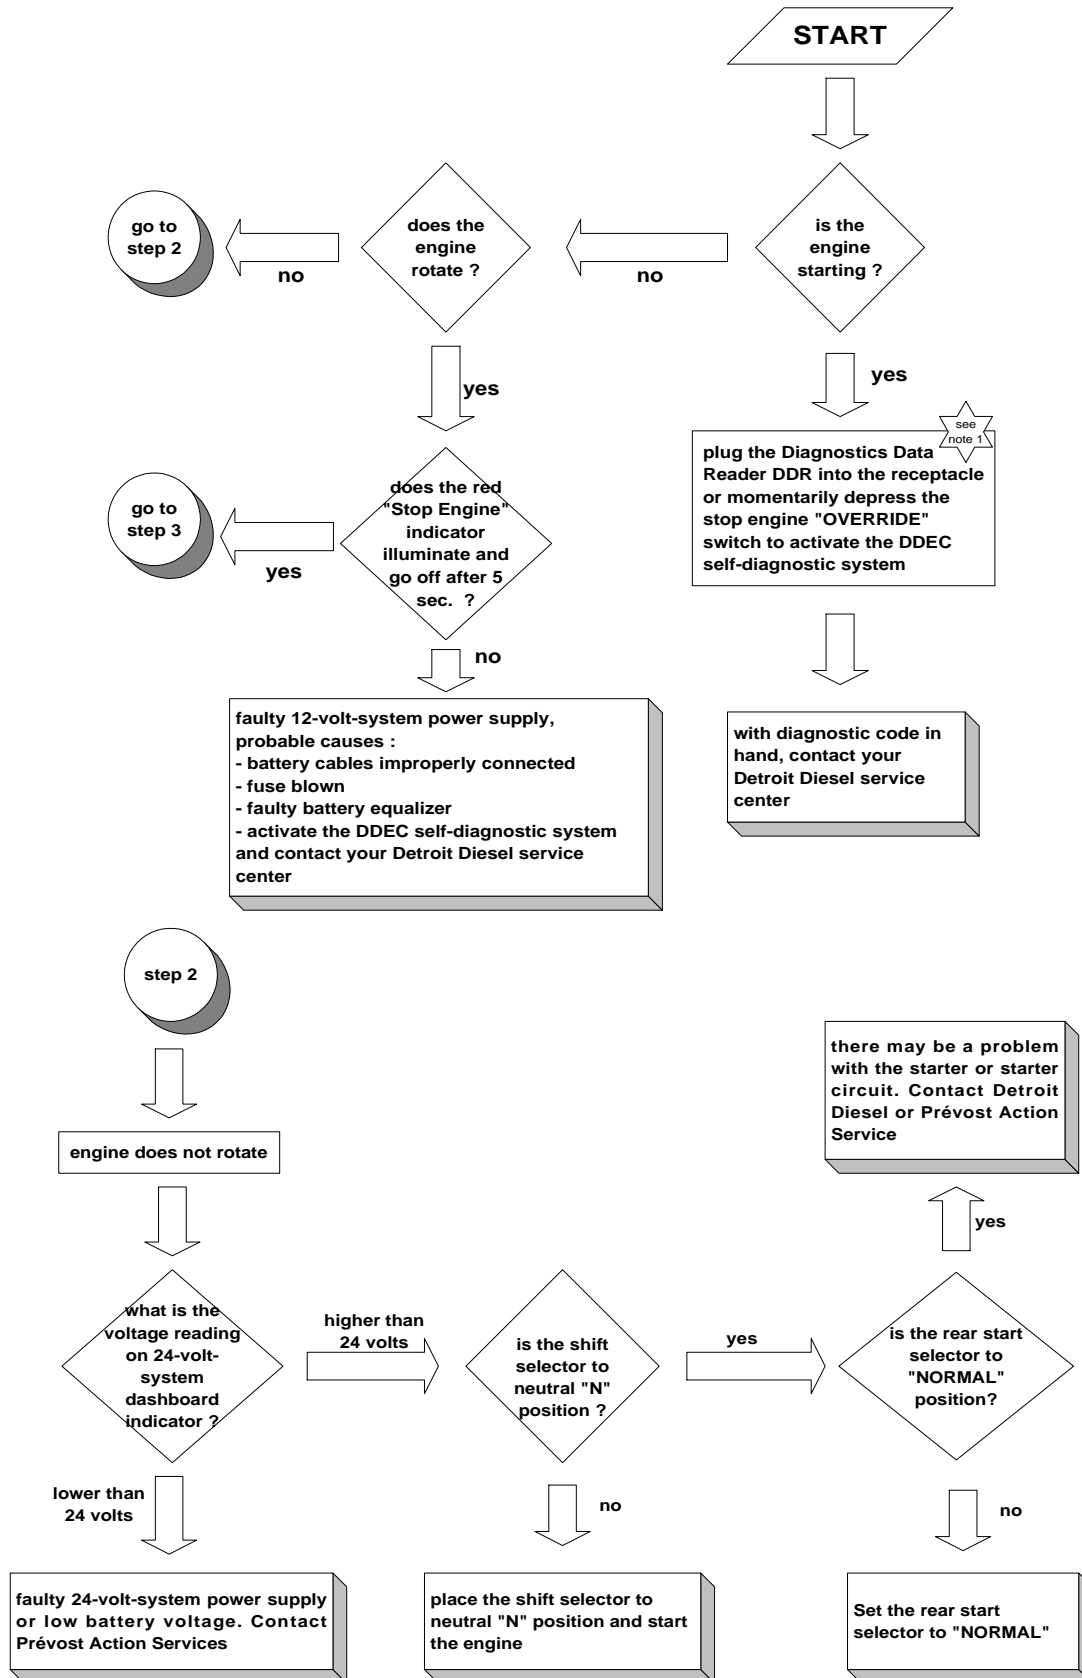 START
is the
engine
starting ?
no
does the
engine
rotate ?
no
go to
step 2
yes
yes
see
note 1
plug the Diagnostics Data
Reader DDR into the receptacle
or momentarily depress the
stop engine "OVERRIDE"
switch to activate the DDEC
self-diagnostic system
does the red
"Stop Engine"
indicator
illuminate and
go off after 5
sec. ?
yes
go to
step 3
no
faulty 12-volt-system power supply,
probable causes :
- battery cables improperly connected
- fuse blown
- faulty battery equalizer
- activate the DDEC self-diagnostic system
and contact your Detroit Diesel service
center
with diagnostic code in
hand, contact your
Detroit Diesel service
center
step 2
engine does not rotate
what is the
voltage reading
on 24-volt-
system
dashboard
indicator ?
higher than
24 volts
is the shift
selector to
neutral "N"
position ?
yes
is the rear start
selector to
"NORMAL"
position?
yes
there may be a problem
with the starter or starter
circuit. Contact Detroit
Diesel or Prévost Action
Service
lower than
24 volts
no
no
faulty 24-volt-system power supply
or low battery voltage. Contact
Prévost Action Services
place the shift selector to
neutral "N" position and start
the engine
Set the rear start
selector to "NORMAL"